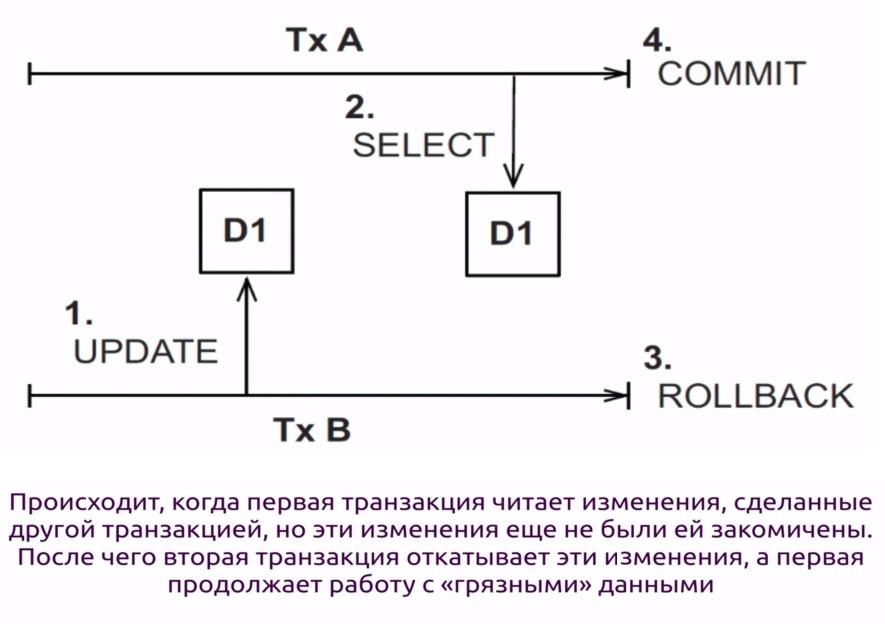 Tx A
4.
COMMIT
2.
SELECT
D1
D1
1.
UPDATE
3.
ROLLBACK
Tx B
Происходит, когда первая транзакция читает изменения, сделанные
другой транзакцией, но эти изменения еще не были ей закомичены.
После чего вторая транзакция откатывает эти изменения, а первая
продолжает работу с «грязными» данными